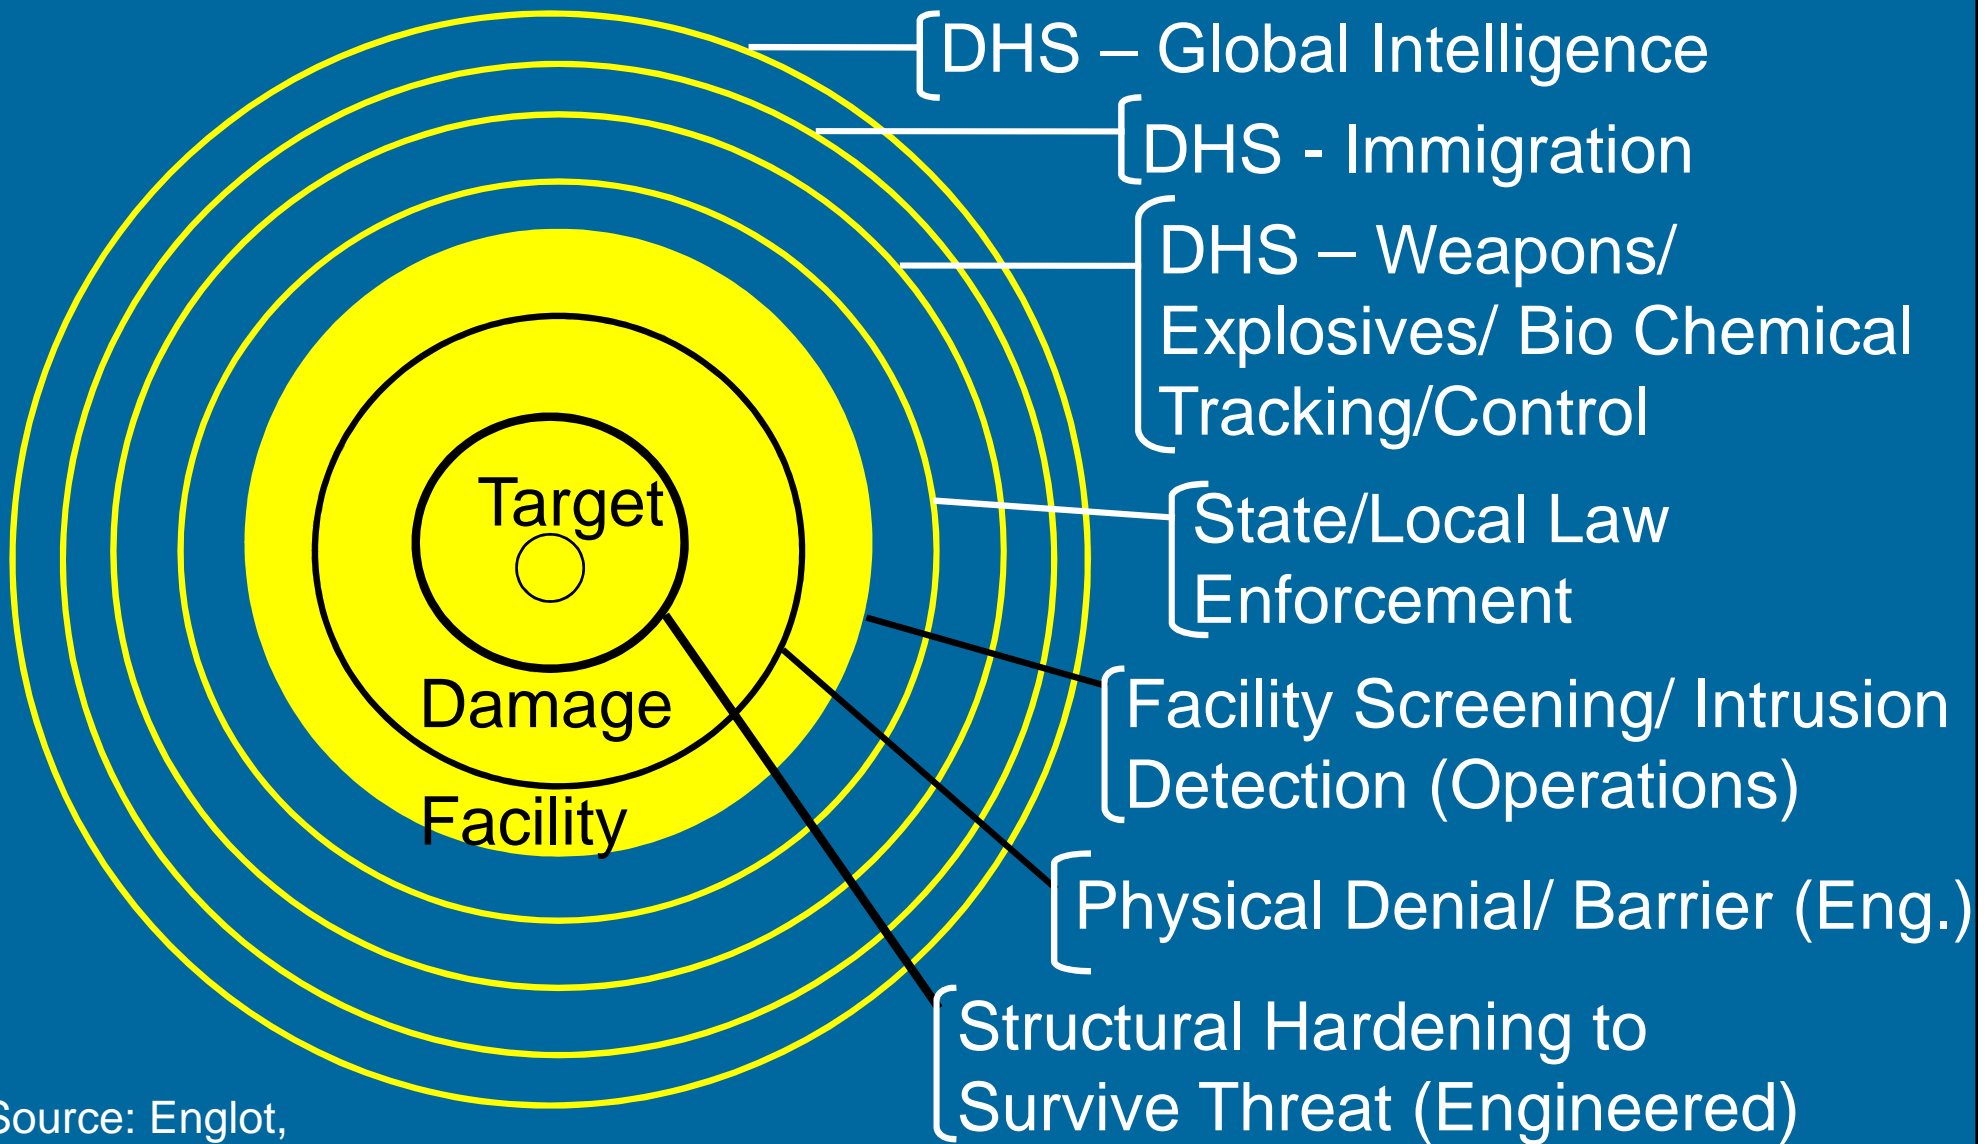 DHS – Global Intelligence
DHS - Immigration
DHS – Weapons/
Explosives/ Bio Chemical
Tracking/Control
Target
State/Local Law
Enforcement
Damage
Facility Screening/ Intrusion
Detection (Operations)
Facility
Physical Denial/ Barrier (Eng.)
Structural Hardening to
Survive Threat (Engineered)
Source: Englot,